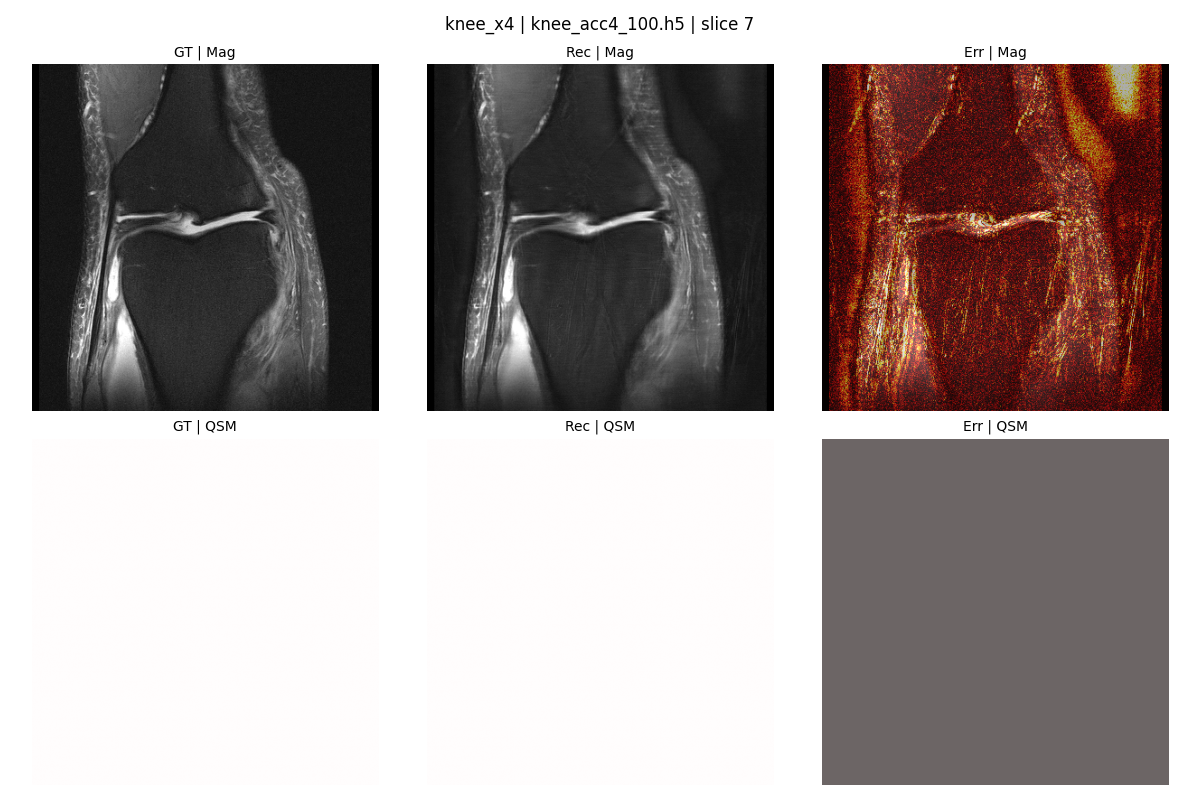 knee_x4 | knee_acc4_100.h5 | slice 7
GT | Mag
Rec | Mag
Err | Mag
GT | QSM
Rec | QSM
Err | QSM